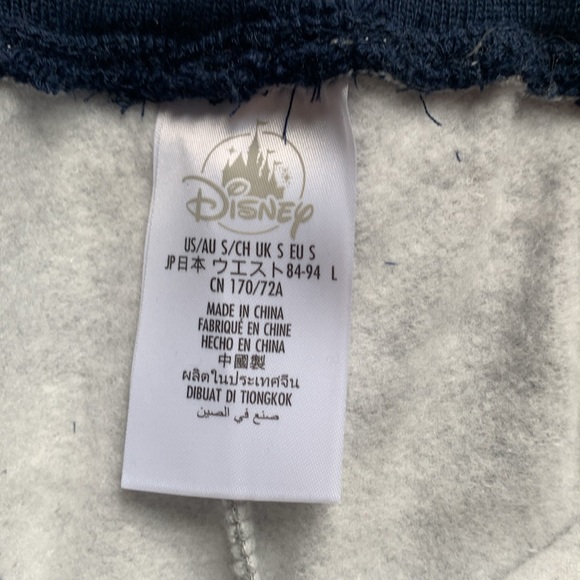 Disney
US/AU S/CH UK S EU S
JP日本 ウエスト84-94 L
CN 170/72A
MADE IN CHINA
FABRIQUÉ EN CHINE
HECHO EN CHINA
中國製
ผลิตในประเทศจีน
DIBUAT DI TIONGKOK
صنع في الصين